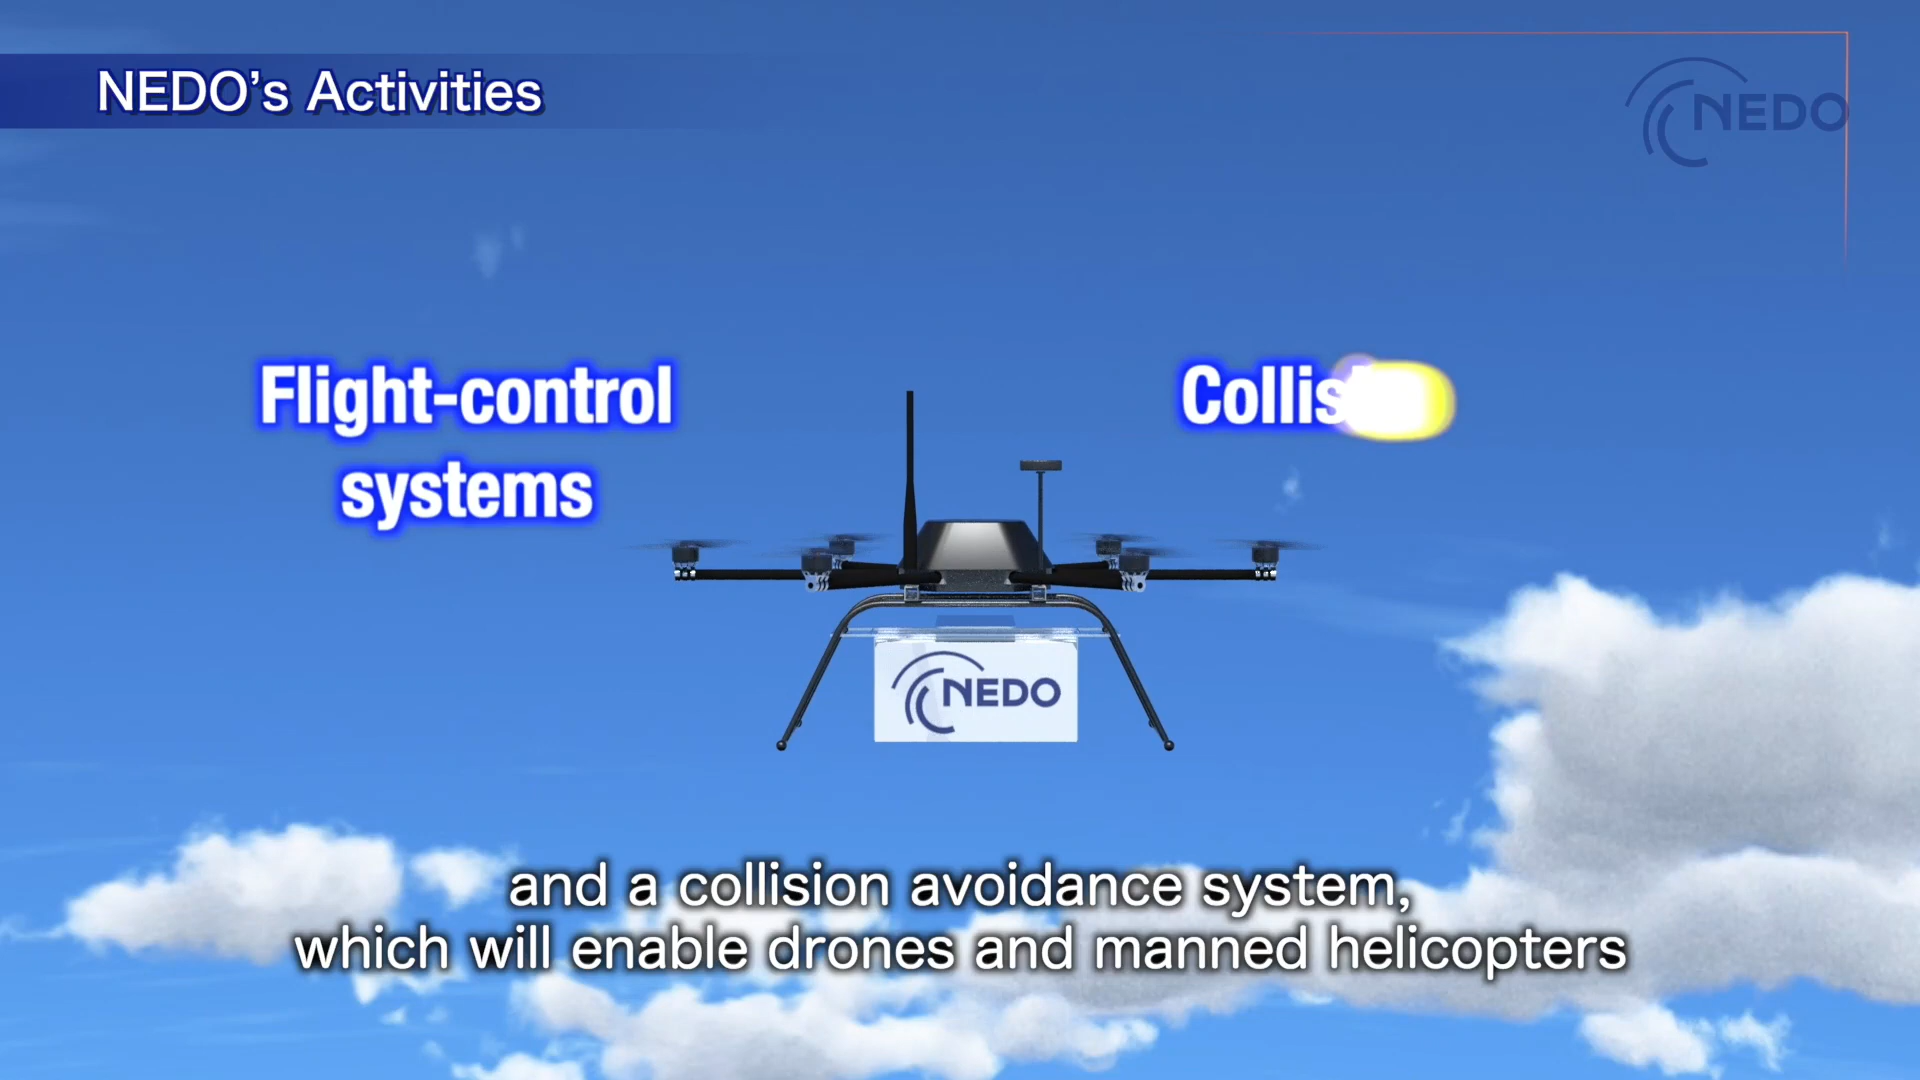 NEDO's Activities
NEDO
Flight-control
systems
NEDO
and a collision avoidance system,
which will enable drones and manned helicopters